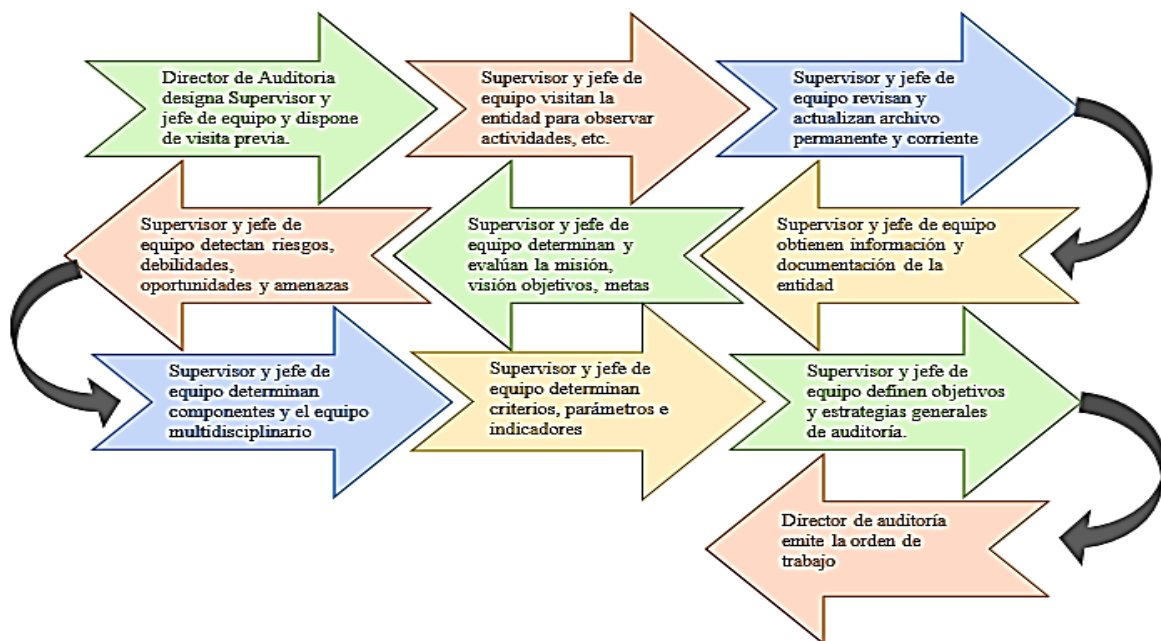 Director de Auditoria
designa Supervisor y
jefe de equipo y dispone
de visita previa.
Supervisor y jefe de
equipo visitan la
entidad para observar
actividades, etc.
Supervisor y jefe de
equipo revisan y
actualizan archivo
permanente y corriente
Supervisor y jefe de equipo
obtienen información y
documentación de la
entidad
Supervisor y jefe de
equipo determinan y
evalúan la misión,
visión objetivos, metas
Supervisor y jefe de
equipo detectan riesgos,
debilidades,
oportunidades y amenazas
Supervisor y jefe de
equipo determinan
componentes y el equipo
multidisciplinario
Supervisor y jefe de
equipo determinan
criterios, parámetros e
indicadores
Supervisor y jefe de
equipo definen objetivos
y estrategias generales
de auditoría.
Director de auditoría
emite la orden de
trabajo